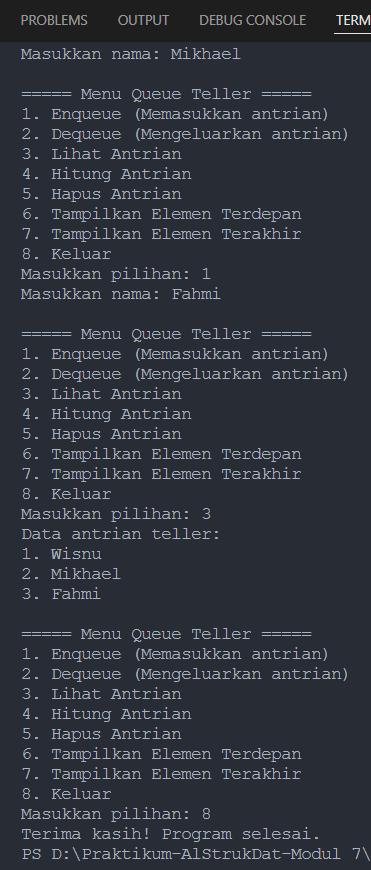 PROBLEMS OUTPUT DEBUG CONSOLE TERM
Masukkan nama: Mikhael
===== Menu Queue Teller =====
1. Enqueue (Memasukkan antrian)
2. Dequeue (Mengeluarkan antrian)
3. Lihat Antrian
4. Hitung Antrian
5. Hapus Antrian
6. Tampilkan Elemen Terdepan
7. Tampilkan Elemen Terakhir
8. Keluar
Masukkan pilihan: 1
Masukkan nama: Fahmi
===== Menu Queue Teller =====
1. Enqueue (Memasukkan antrian)
2. Dequeue (Mengeluarkan antrian)
3. Lihat Antrian
4. Hitung Antrian
5. Hapus Antrian
6. Tampilkan Elemen Terdepan
7. Tampilkan Elemen Terakhir
8. Keluar
Masukkan pilihan: 3
Data antrian teller:
1. Wisnu
2. Mikhael
3. Fahmi
===== Menu Queue Teller =====
1. Enqueue (Memasukkan antrian)
2. Dequeue (Mengeluarkan antrian)
3. Lihat Antrian
4. Hitung Antrian
5. Hapus Antrian
6. Tampilkan Elemen Terdepan
7. Tampilkan Elemen Terakhir
8. Keluar
Masukkan pilihan: 8
Terima kasih! Program selesai.
PS D:\Praktikum-AlStrukDat-Modul 7\